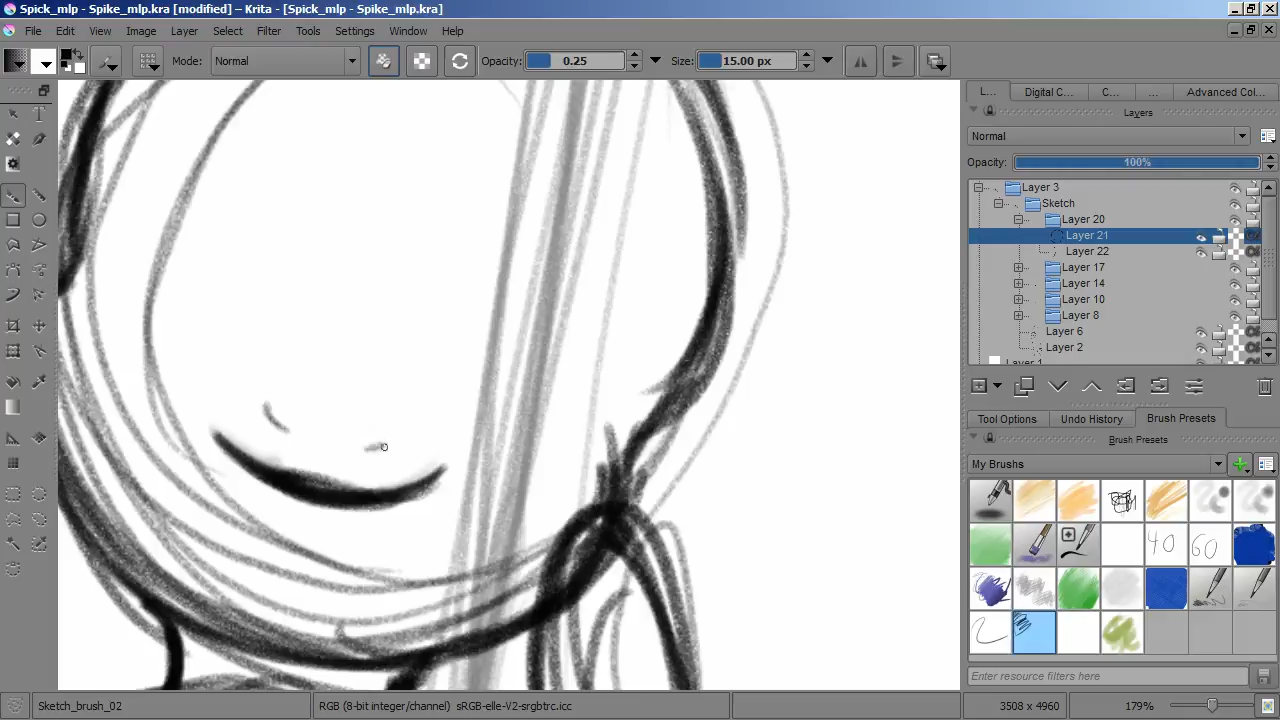 Spick_mlp - Spike_mlp.kra [modified] – Krita - [Spick_mlp - Spike_mlp.kra]
File Edit View Image Layer Select Filter Tools Settings Window Help
Mode: Normal Opacity: 0.25 Size: 15.00 px
L... Digital C... C... ... Advanced Col...
Layers
Normal
Opacity: 100%
Layer 3
Sketch
Layer 20
Layer 21
Layer 22
Layer 17
Layer 14
Layer 10
Layer 8
Layer 6
Layer 2
Layer 1
Tool Options Undo History Brush Presets
Brush Presets
My Brushes
40 60
Enter resource filters here
Sketch_brush_02 RGB (8-bit integer/channel) sRGB-elle-V2-srgbtrc.icc 3508 x 4960 179%